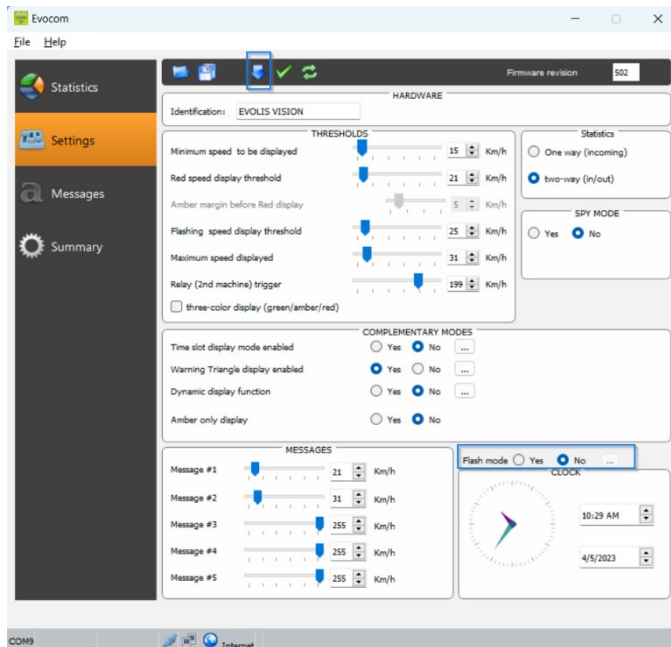 Evocom
File Help
Statistics
Settings
Messages
Summary
Firmware revision 502
HARDWARE
Identification: EVOLIS VISION
THRESHOLDS
Minimum speed to be displayed 15 Km/h
Red speed display threshold 21 Km/h
Amber margin before Red display 5 Km/h
Flashing speed display threshold 25 Km/h
Maximum speed displayed 31 Km/h
Relay (2nd machine) trigger 199 Km/h
three-color display (green/amber/red)
Statistics
One way (incoming)
two-way (in/out)
SPY MODE
Yes No
COMPLEMENTARY MODES
Time slot display mode enabled Yes No ...
Warning Triangle display enabled Yes No ...
Dynamic display function Yes No ...
Amber only display Yes No
MESSAGES
Message #1 21 Km/h
Message #2 31 Km/h
Message #3 255 Km/h
Message #4 255 Km/h
Message #5 255 Km/h
Flash mode Yes No ...
CLOCK
10:29 AM
4/5/2023
COM9
Internet